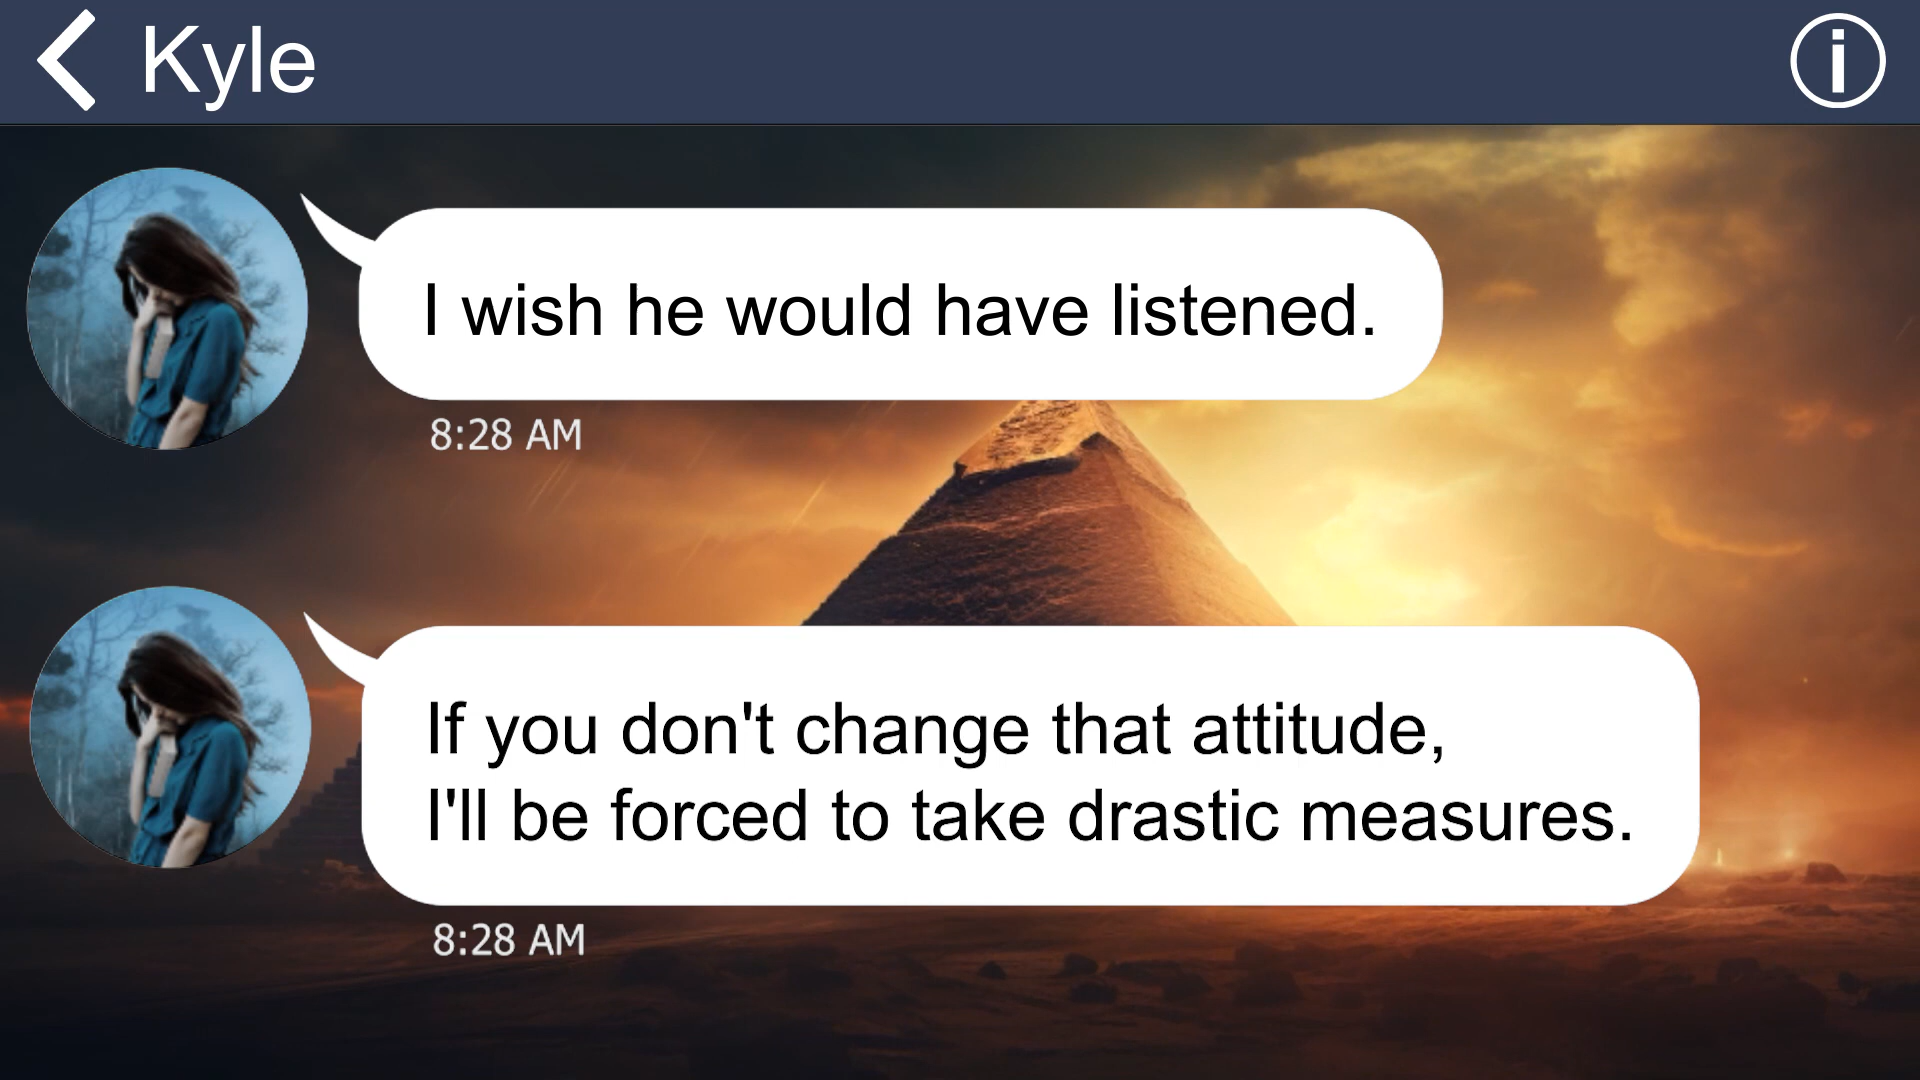 Kyle
I wish he would have listened.
8:28 AM
If you don't change that attitude,
I'll be forced to take drastic measures.
8:28 AM